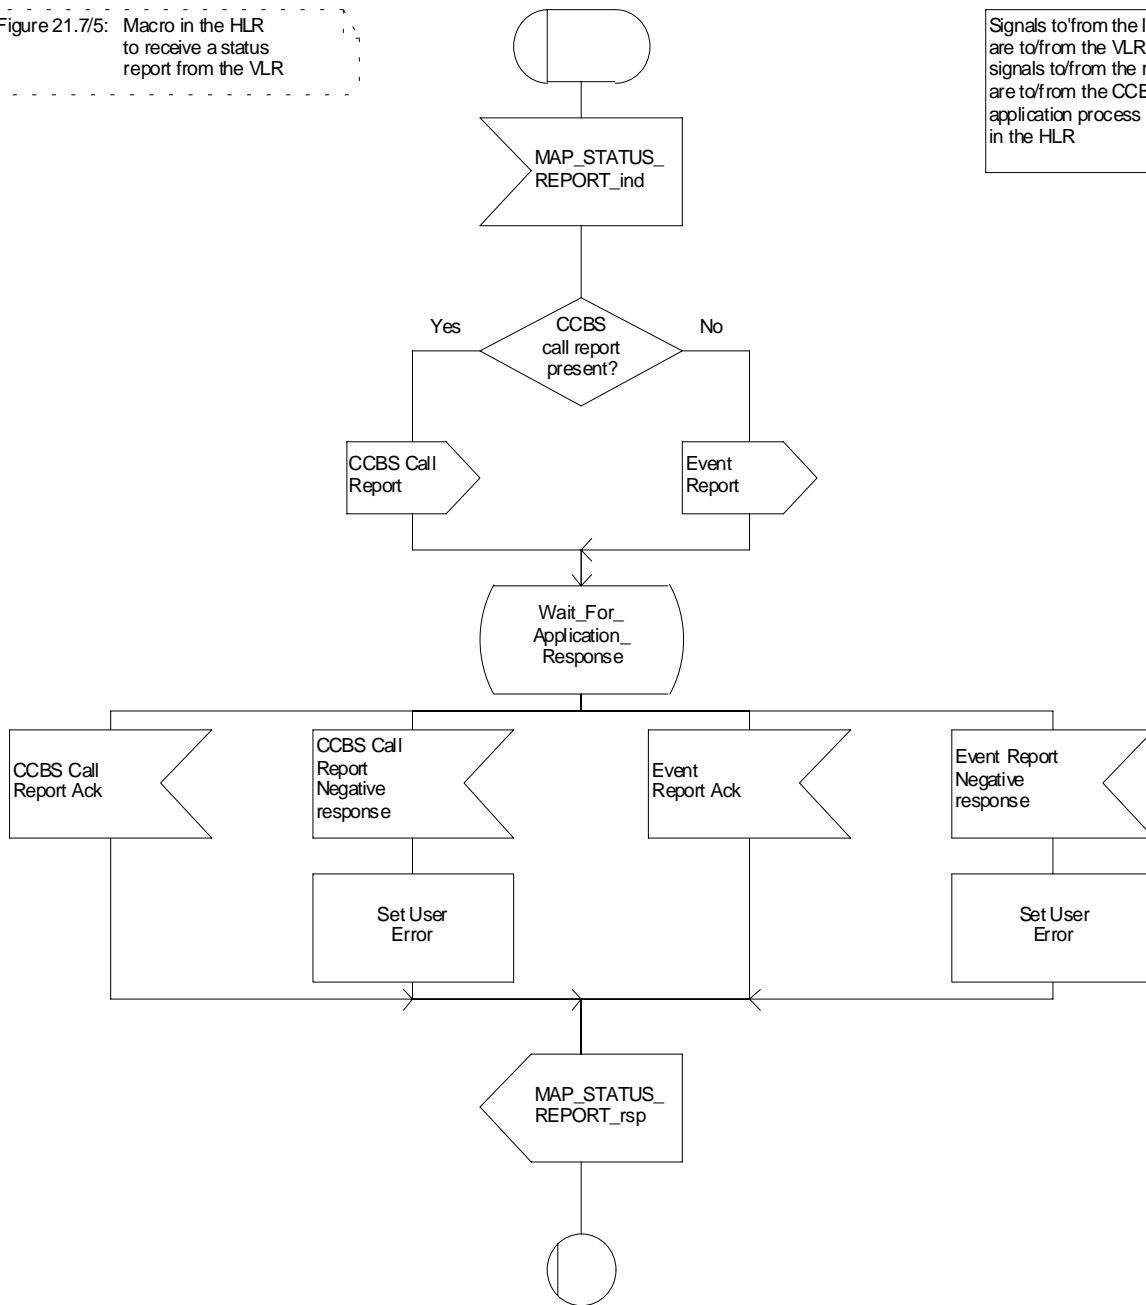 Figure 21.7/5: Macro in the HLR
to receive a status
report from the VLR
Signals to'from the
are to/from the VLR
signals to/from the
are to/from the
application process
in the HLR
MAP_STATUS_
REPORT_ind
Yes
CCBS
call report
present?
No
CCBS Call
Report
Event
Report
Wait_For_
Application_
Response
CCBS Call
Report Ack
CCBS Call
Report
Negative
response
Event
Report Ack
Event Report
Negative
response
Set User
Error
Set User
Error
MAP_STATUS_
REPORT_rsp